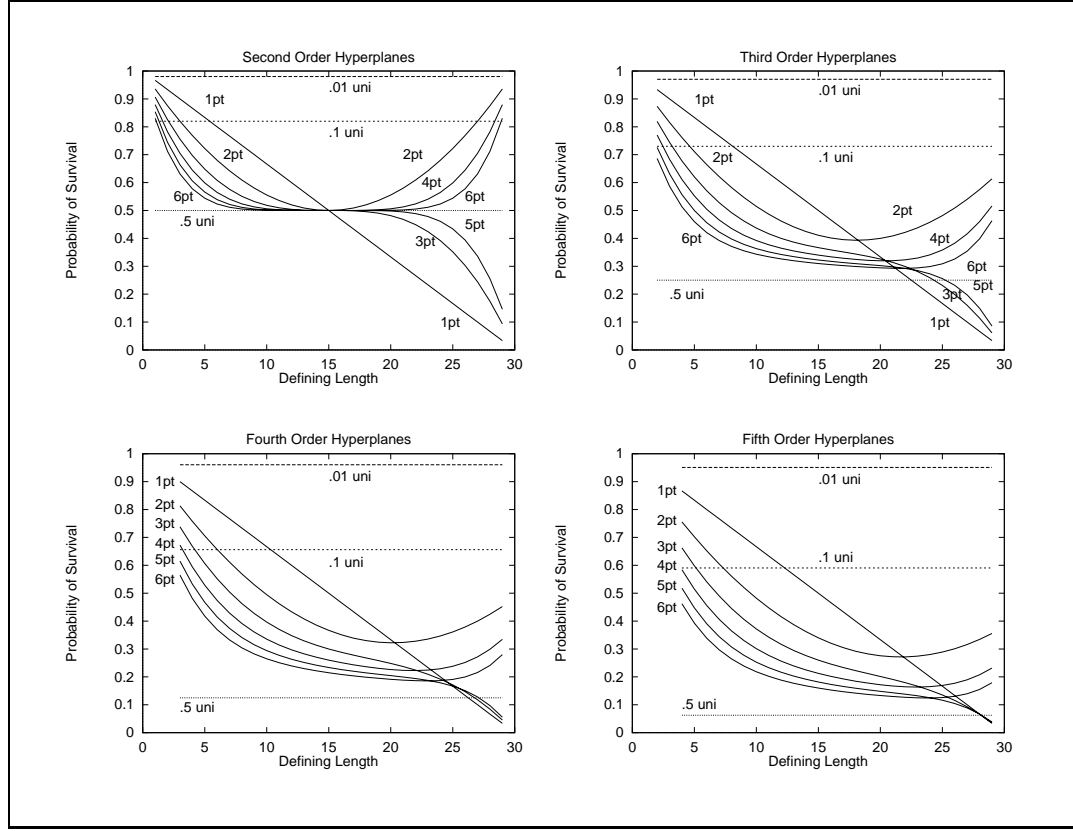 Second Order Hyperplanes
Probability of Survival
1
0.9
0.8
0.7
0.6
0.5
0.4
0.3
0.2
0.1
0
.01 uni
1pt
.1 uni
2pt
2pt
4pt
6pt
6pt
.5 uni
5pt
3pt
1pt
0 5 10 15 20 25 30
Defining Length
Third Order Hyperplanes
Probability of Survival
1
0.9
0.8
0.7
0.6
0.5
0.4
0.3
0.2
0.1
0
.01 uni
1pt
2pt
.1 uni
2pt
6pt
4pt
6pt
.5 uni
5pt
3pt
1pt
0 5 10 15 20 25 30
Defining Length
Fourth Order Hyperplanes
Probability of Survival
1
0.9
0.8
0.7
0.6
0.5
0.4
0.3
0.2
0.1
0
.01 uni
1pt
2pt
3pt
4pt
.1 uni
5pt
6pt
.5 uni
0 5 10 15 20 25 30
Defining Length
Fifth Order Hyperplanes
Probability of Survival
1
0.9
0.8
0.7
0.6
0.5
0.4
0.3
0.2
0.1
0
.01 uni
1pt
2pt
3pt
.1 uni
4pt
5pt
6pt
.5 uni
0 5 10 15 20 25 30
Defining Length